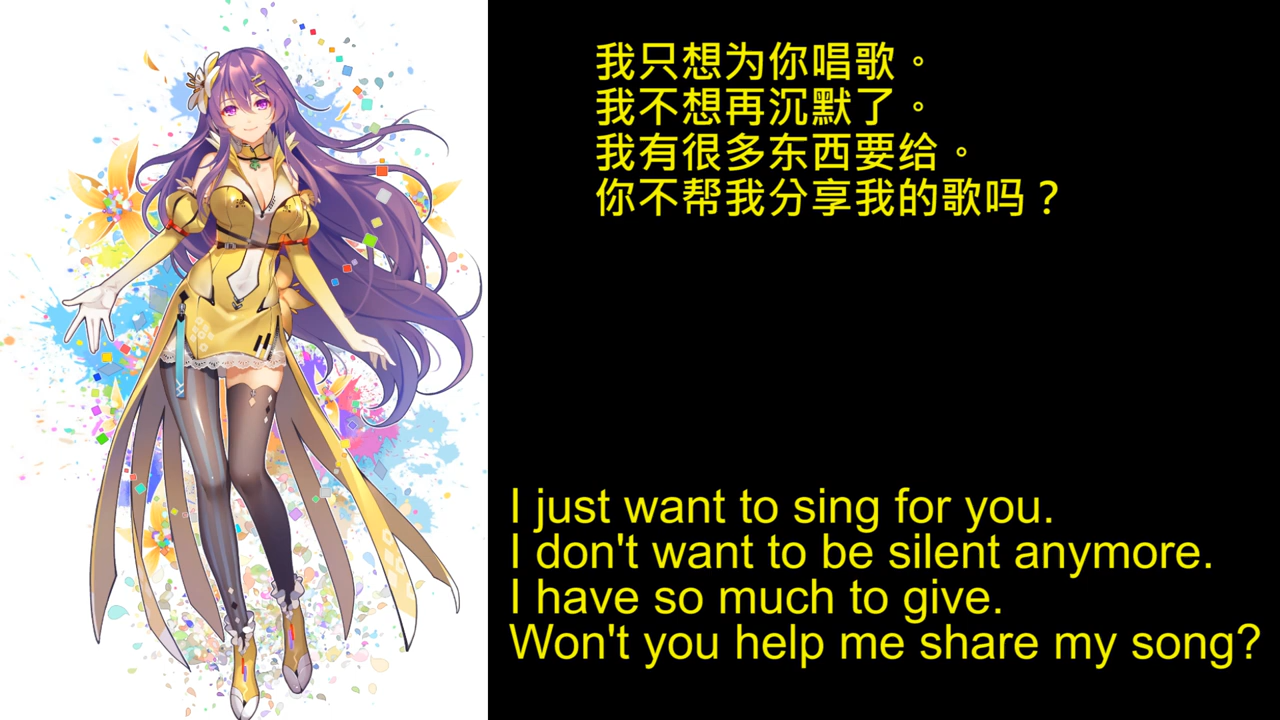 我只想为你唱歌。
我不想再沉默了。
我有很多东西要给。
你不帮我分享我的歌吗？
I just want to sing for you.
I don't want to be silent anymore.
I have so much to give.
Won't you help me share my song?